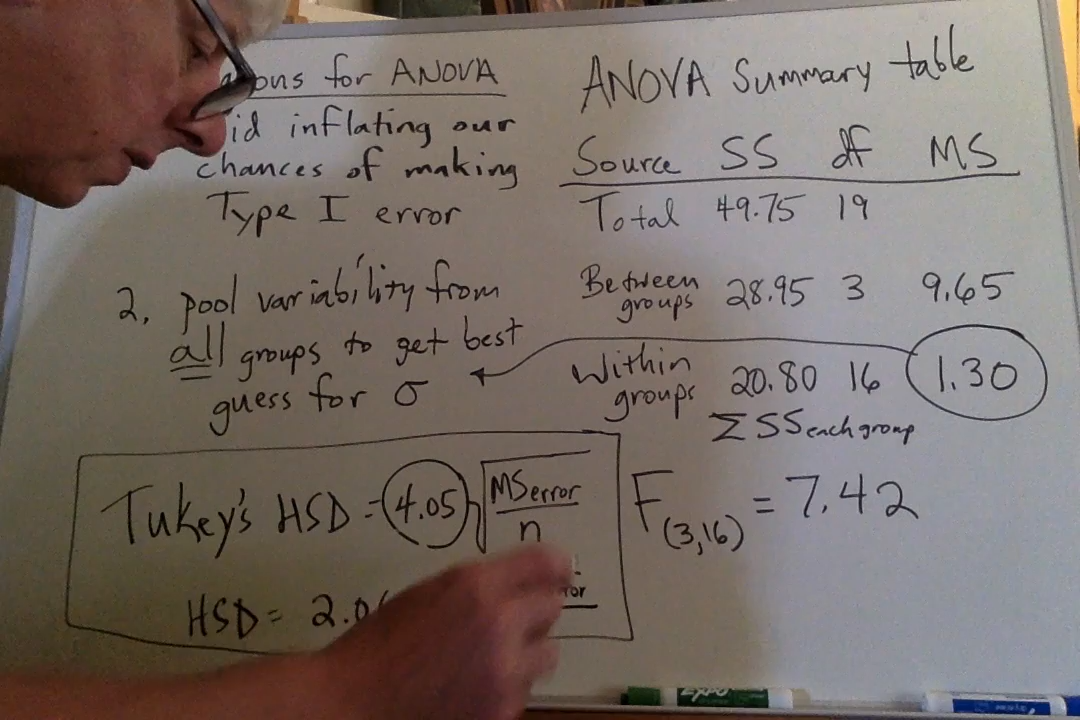 ons for ANOVA
id inflating our
chances of making
Type I error
2. pool variability from
all groups to get best
guess for σ
Tukey's HSD = 4.05 √MSerror
n
HSD = 2.0
ror
ANOVA Summary table
Source SS df MS
Total 49.75 19
Between
groups 28.95 3 9.65
Within
groups 20.80 16 1.30
ΣSSeach group
F(3,16) = 7.42
EXPO